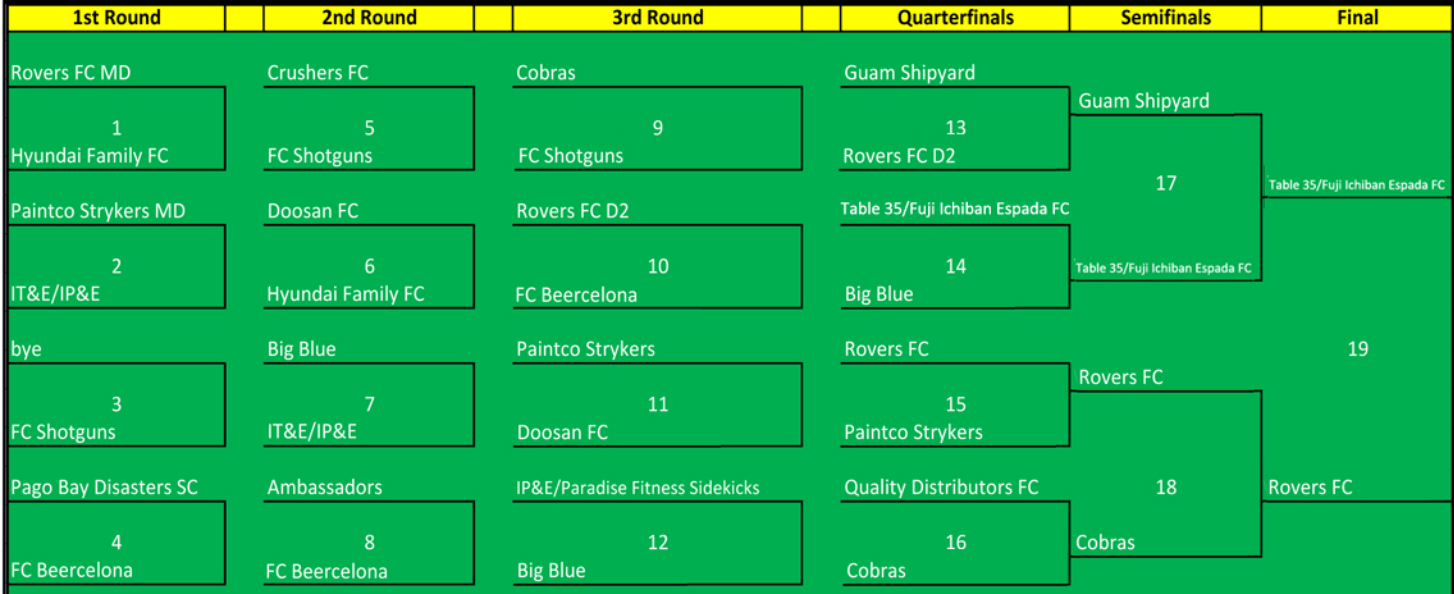 1st Round 2nd Round 3rd Round Quarterfinals Semifinals Final
Rovers FC MD Crushers FC Cobras Guam Shipyard
Guam Shipyard
1 5 9 13
Hyundai Family FC FC Shotguns FC Shotguns Rovers FC D2
17 Table 35/Fuji Ichiban Espada FC
Paintco Strykers MD Doosan FC Rovers FC D2 Table 35/Fuji Ichiban Espada FC
2 6 10 14 Table 35/Fuji Ichiban Espada FC
IT&E/IP&E Hyundai Family FC FC Beercelona Big Blue
bye Big Blue Paintco Strykers Rovers FC 19
Rovers FC
3 7 11 15
FC Shotguns IT&E/IP&E Doosan FC Paintco Strykers
Pago Bay Disasters SC Ambassadors IP&E/Paradise Fitness Sidekicks Quality Distributors FC 18 Rovers FC
4 8 12 16 Cobras
FC Beercelona FC Beercelona Big Blue Cobras